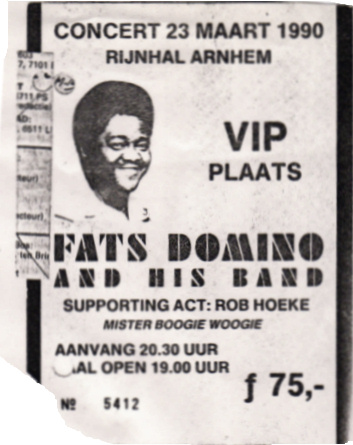 CONCERT 23 MAART 1990
RIJNHAL ARNHEM
VIP
PLAATS
FATS DOMINO
AND HIS BAND
SUPPORTING ACT: ROB HOEKE
MISTER BOOGIE WOOGIE
AANVANG 20.30 UUR
AAL OPEN 19.00 UUR
ƒ 75,-
Nº 5412